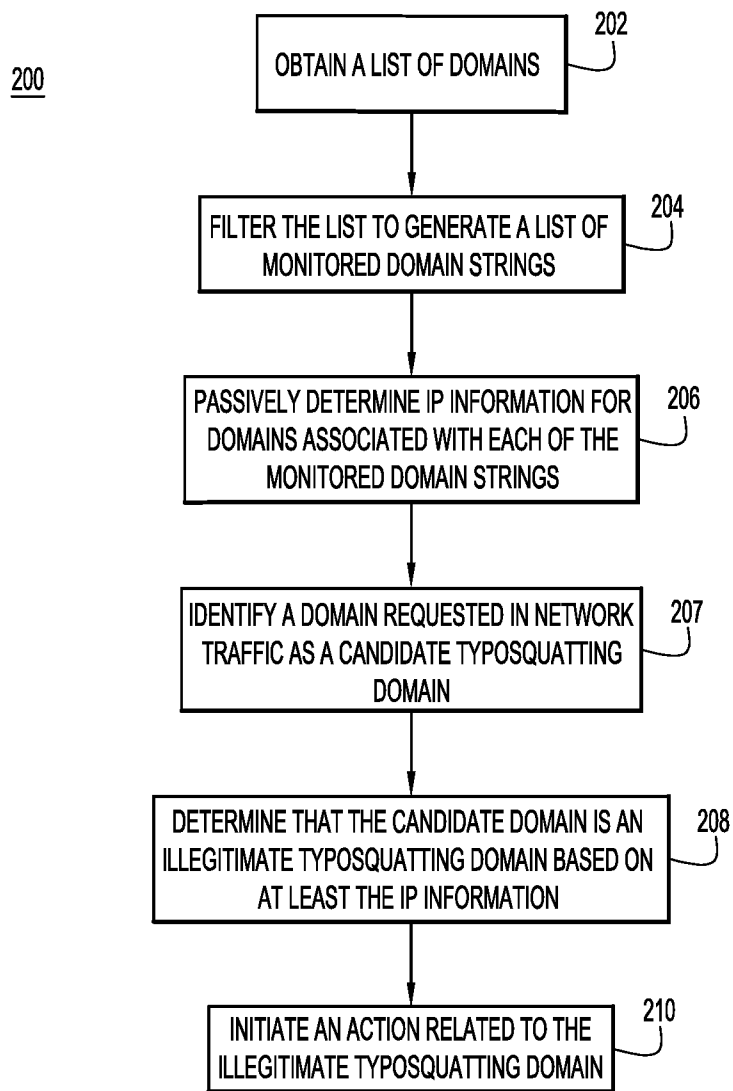 200
OBTAIN A LIST OF DOMAINS
202
FILTER THE LIST TO GENERATE A LIST OF
MONITORED DOMAIN STRINGS
204
PASSIVELY DETERMINE IP INFORMATION FOR
DOMAINS ASSOCIATED WITH EACH OF THE
MONITORED DOMAIN STRINGS
206
IDENTIFY A DOMAIN REQUESTED IN NETWORK
TRAFFIC AS A CANDIDATE TYPOSQUATTING
DOMAIN
207
DETERMINE THAT THE CANDIDATE DOMAIN IS AN
ILLEGITIMATE TYPOSQUATTING DOMAIN BASED ON
AT LEAST THE IP INFORMATION
208
INITIATE AN ACTION RELATED TO THE
ILLEGITIMATE TYPOSQUATTING DOMAIN
210